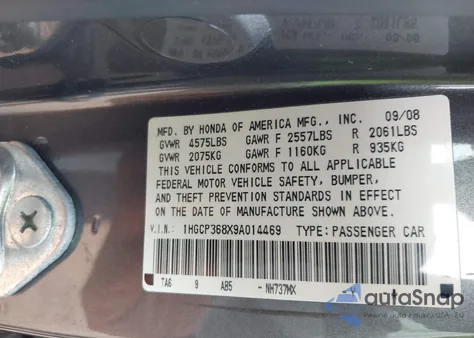 MFD. BY HONDA OF AMERICA MFG., INC. 09/08
GVWR 4575LBS GAWR F 2557LBS R 2061LBS
GVWR 2075KG GAWR F 1160KG R 935KG
THIS VEHICLE CONFORMS TO ALL APPLICABLE
FEDERAL MOTOR VEHICLE SAFETY, BUMPER,
AND THEFT PREVENTION STANDARDS IN EFFECT ON
THE DATE OF MANUFACTURE SHOWN ABOVE.
V.I.N.: 1HGCP368X9A014469 TYPE: PASSENGER CAR
TA6 9 AB5 - NH737MX
autoSnap